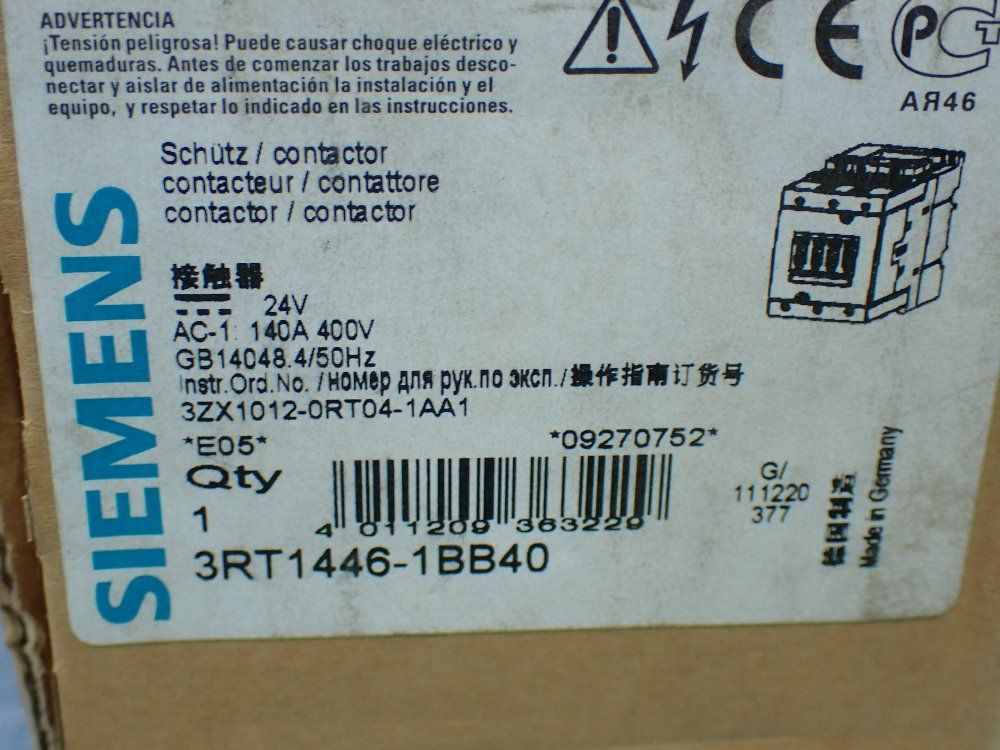 ADVERTENCIA
¡Tensión peligrosa! Puede causar choque eléctrico y
quemaduras. Antes de comenzar los trabajos desco-
nectar y aislar de alimentación la instalación y el
equipo, y respetar lo indicado en las instrucciones.
CE
АЯ46
Schütz / contactor
contacteur / contattore
contactor / contactor
接触器
24V
AC-1: 140A 400V
GB14048.4/50Hz
Instr.Ord.No. /номер для рук.по эксп./操作指南订货号
3ZX1012-0RT04-1AA1
*E05*
*09270752*
Qty
1
4 011209 363229
G/
111220
377
德国制造
Made in Germany
3RT1446-1BB40
SIEMENS